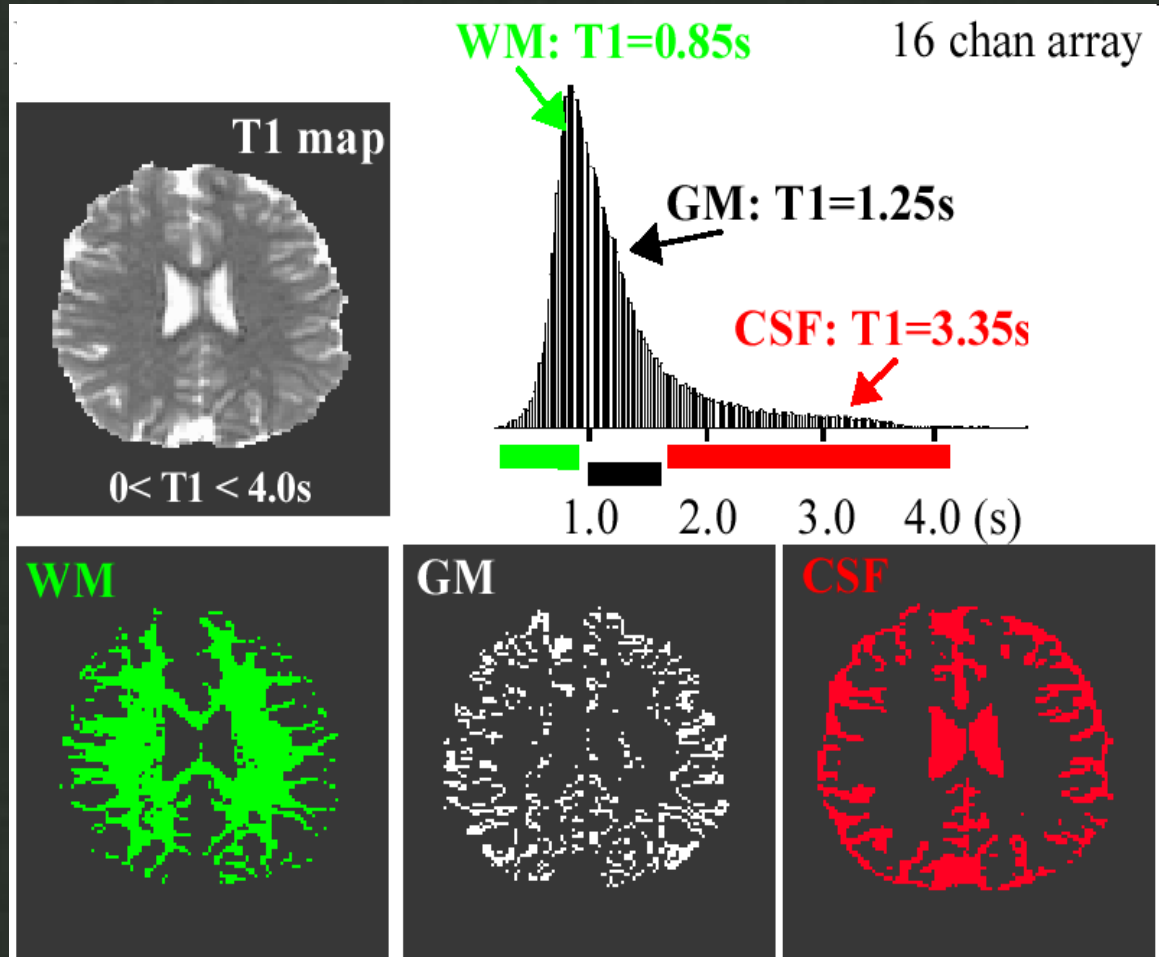 WM: T1=0.85s
16 chan array
T1 map
GM: T1=1.25s
CSF: T1=3.35s
0< T1 < 4.0s
1.0 2.0 3.0 4.0 (s)
WM
GM
CSF